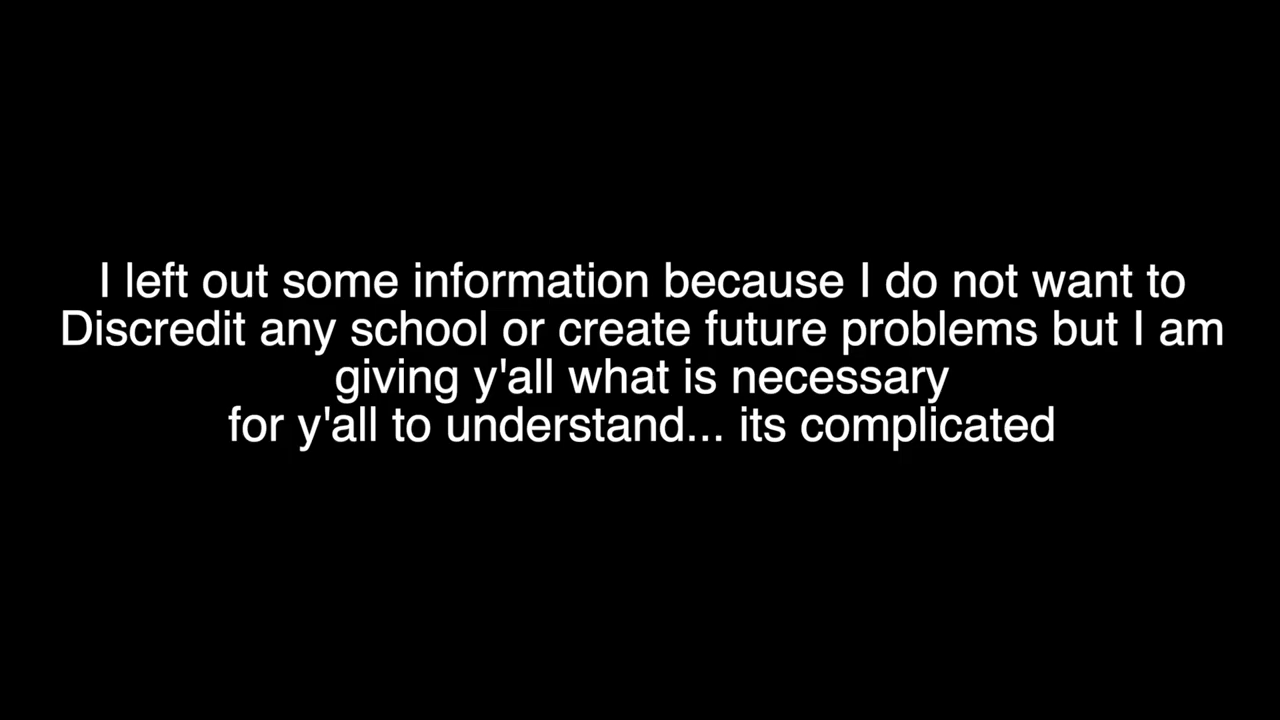 I left out some information because I do not want to
Discredit any school or create future problems but I am
giving y'all what is necessary
for y'all to understand... its complicated